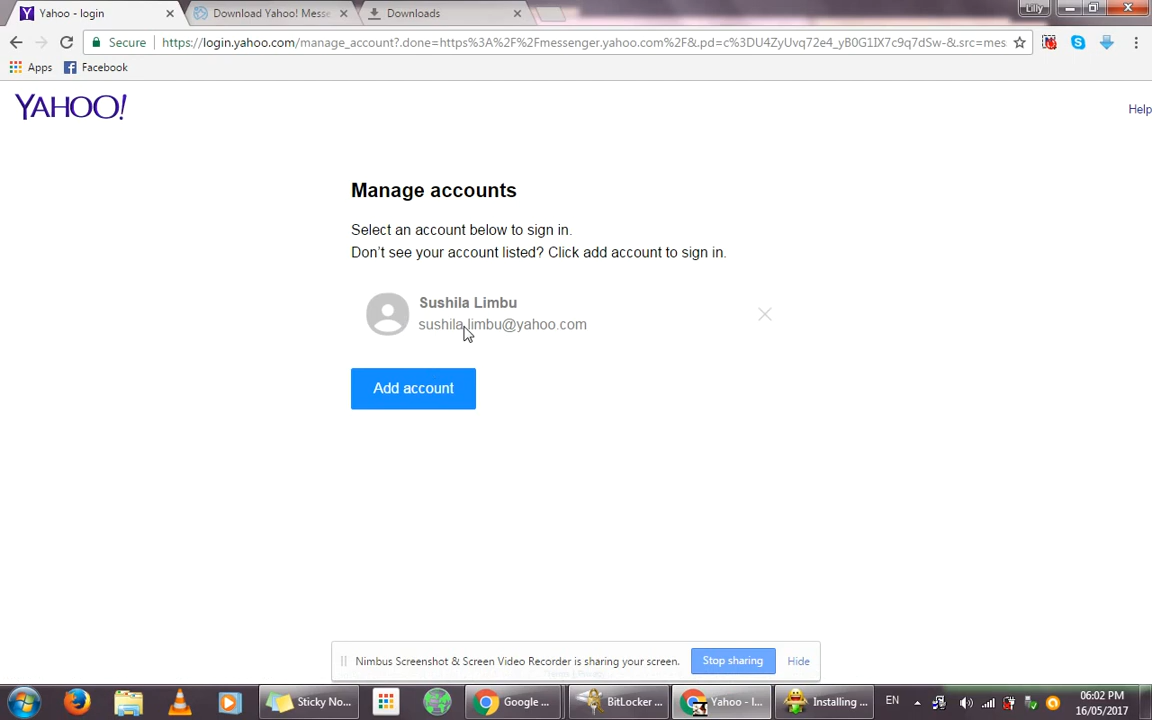 Yahoo - login
Download Yahoo! Messe
Downloads
Lilly
Secure
https://login.yahoo.com/manage_account?.done=https%3A%2F%2Fmessenger.yahoo.com%2F&.pd=c%3DU4ZyUvq72e4_yB0G1IX7c9q7dSw-&.src=mes
Apps
Facebook
YAHOO!
Help
Manage accounts
Select an account below to sign in.
Don't see your account listed? Click add account to sign in.
Sushila Limbu
sushila.limbu@yahoo.com
Add account
Nimbus Screenshot & Screen Video Recorder is sharing your screen.
Stop sharing
Hide
Sticky No...
Google ...
BitLocker ...
Yahoo - l...
Installing ...
EN
06:02 PM
16/05/2017